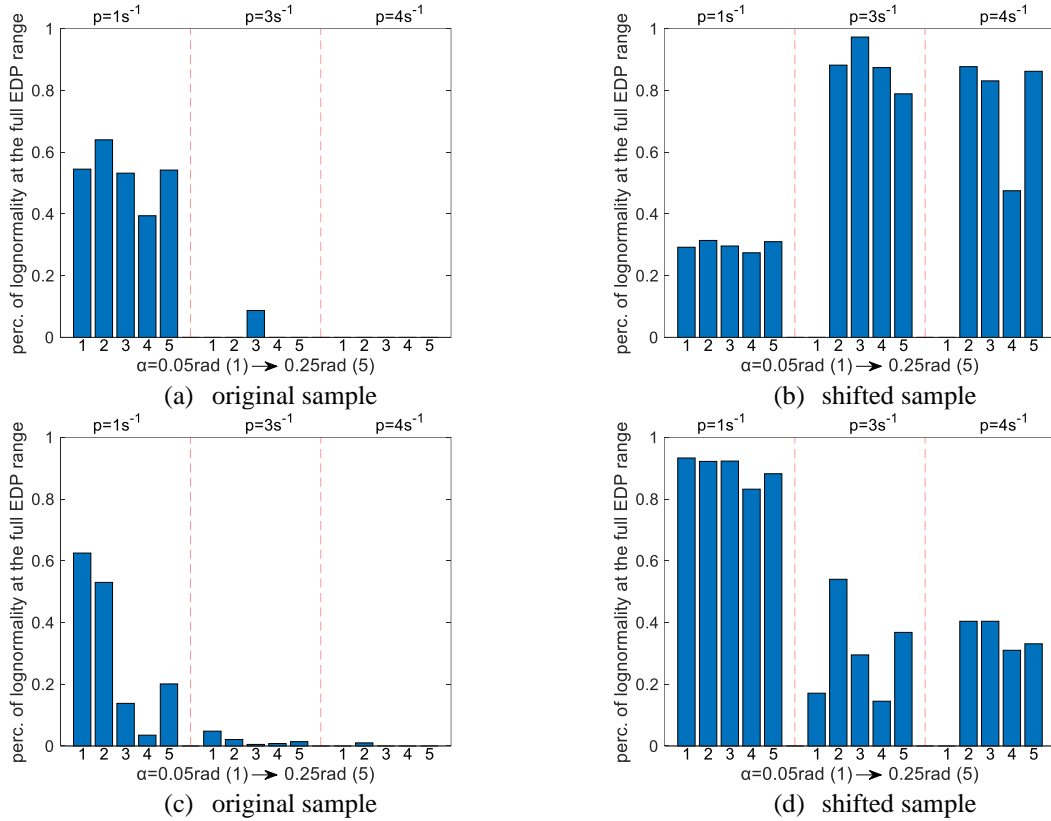 p=1s⁻¹ p=3s⁻¹ p=4s⁻¹
perc. of lognormality at the full EDP range
1
0.8
0.6
0.4
0.2
0
1 2 3 4 5 1 2 3 4 5 1 2 3 4 5
α=0.05rad (1) → 0.25rad (5)
(a) original sample
p=1s⁻¹ p=3s⁻¹ p=4s⁻¹
perc. of lognormality at the full EDP range
1
0.8
0.6
0.4
0.2
0
1 2 3 4 5 1 2 3 4 5 1 2 3 4 5
α=0.05rad (1) → 0.25rad (5)
(b) shifted sample
p=1s⁻¹ p=3s⁻¹ p=4s⁻¹
perc. of lognormality at the full EDP range
1
0.8
0.6
0.4
0.2
0
1 2 3 4 5 1 2 3 4 5 1 2 3 4 5
α=0.05rad (1) → 0.25rad (5)
(c) original sample
p=1s⁻¹ p=3s⁻¹ p=4s⁻¹
perc. of lognormality at the full EDP range
1
0.8
0.6
0.4
0.2
0
1 2 3 4 5 1 2 3 4 5 1 2 3 4 5
α=0.05rad (1) → 0.25rad (5)
(d) shifted sample